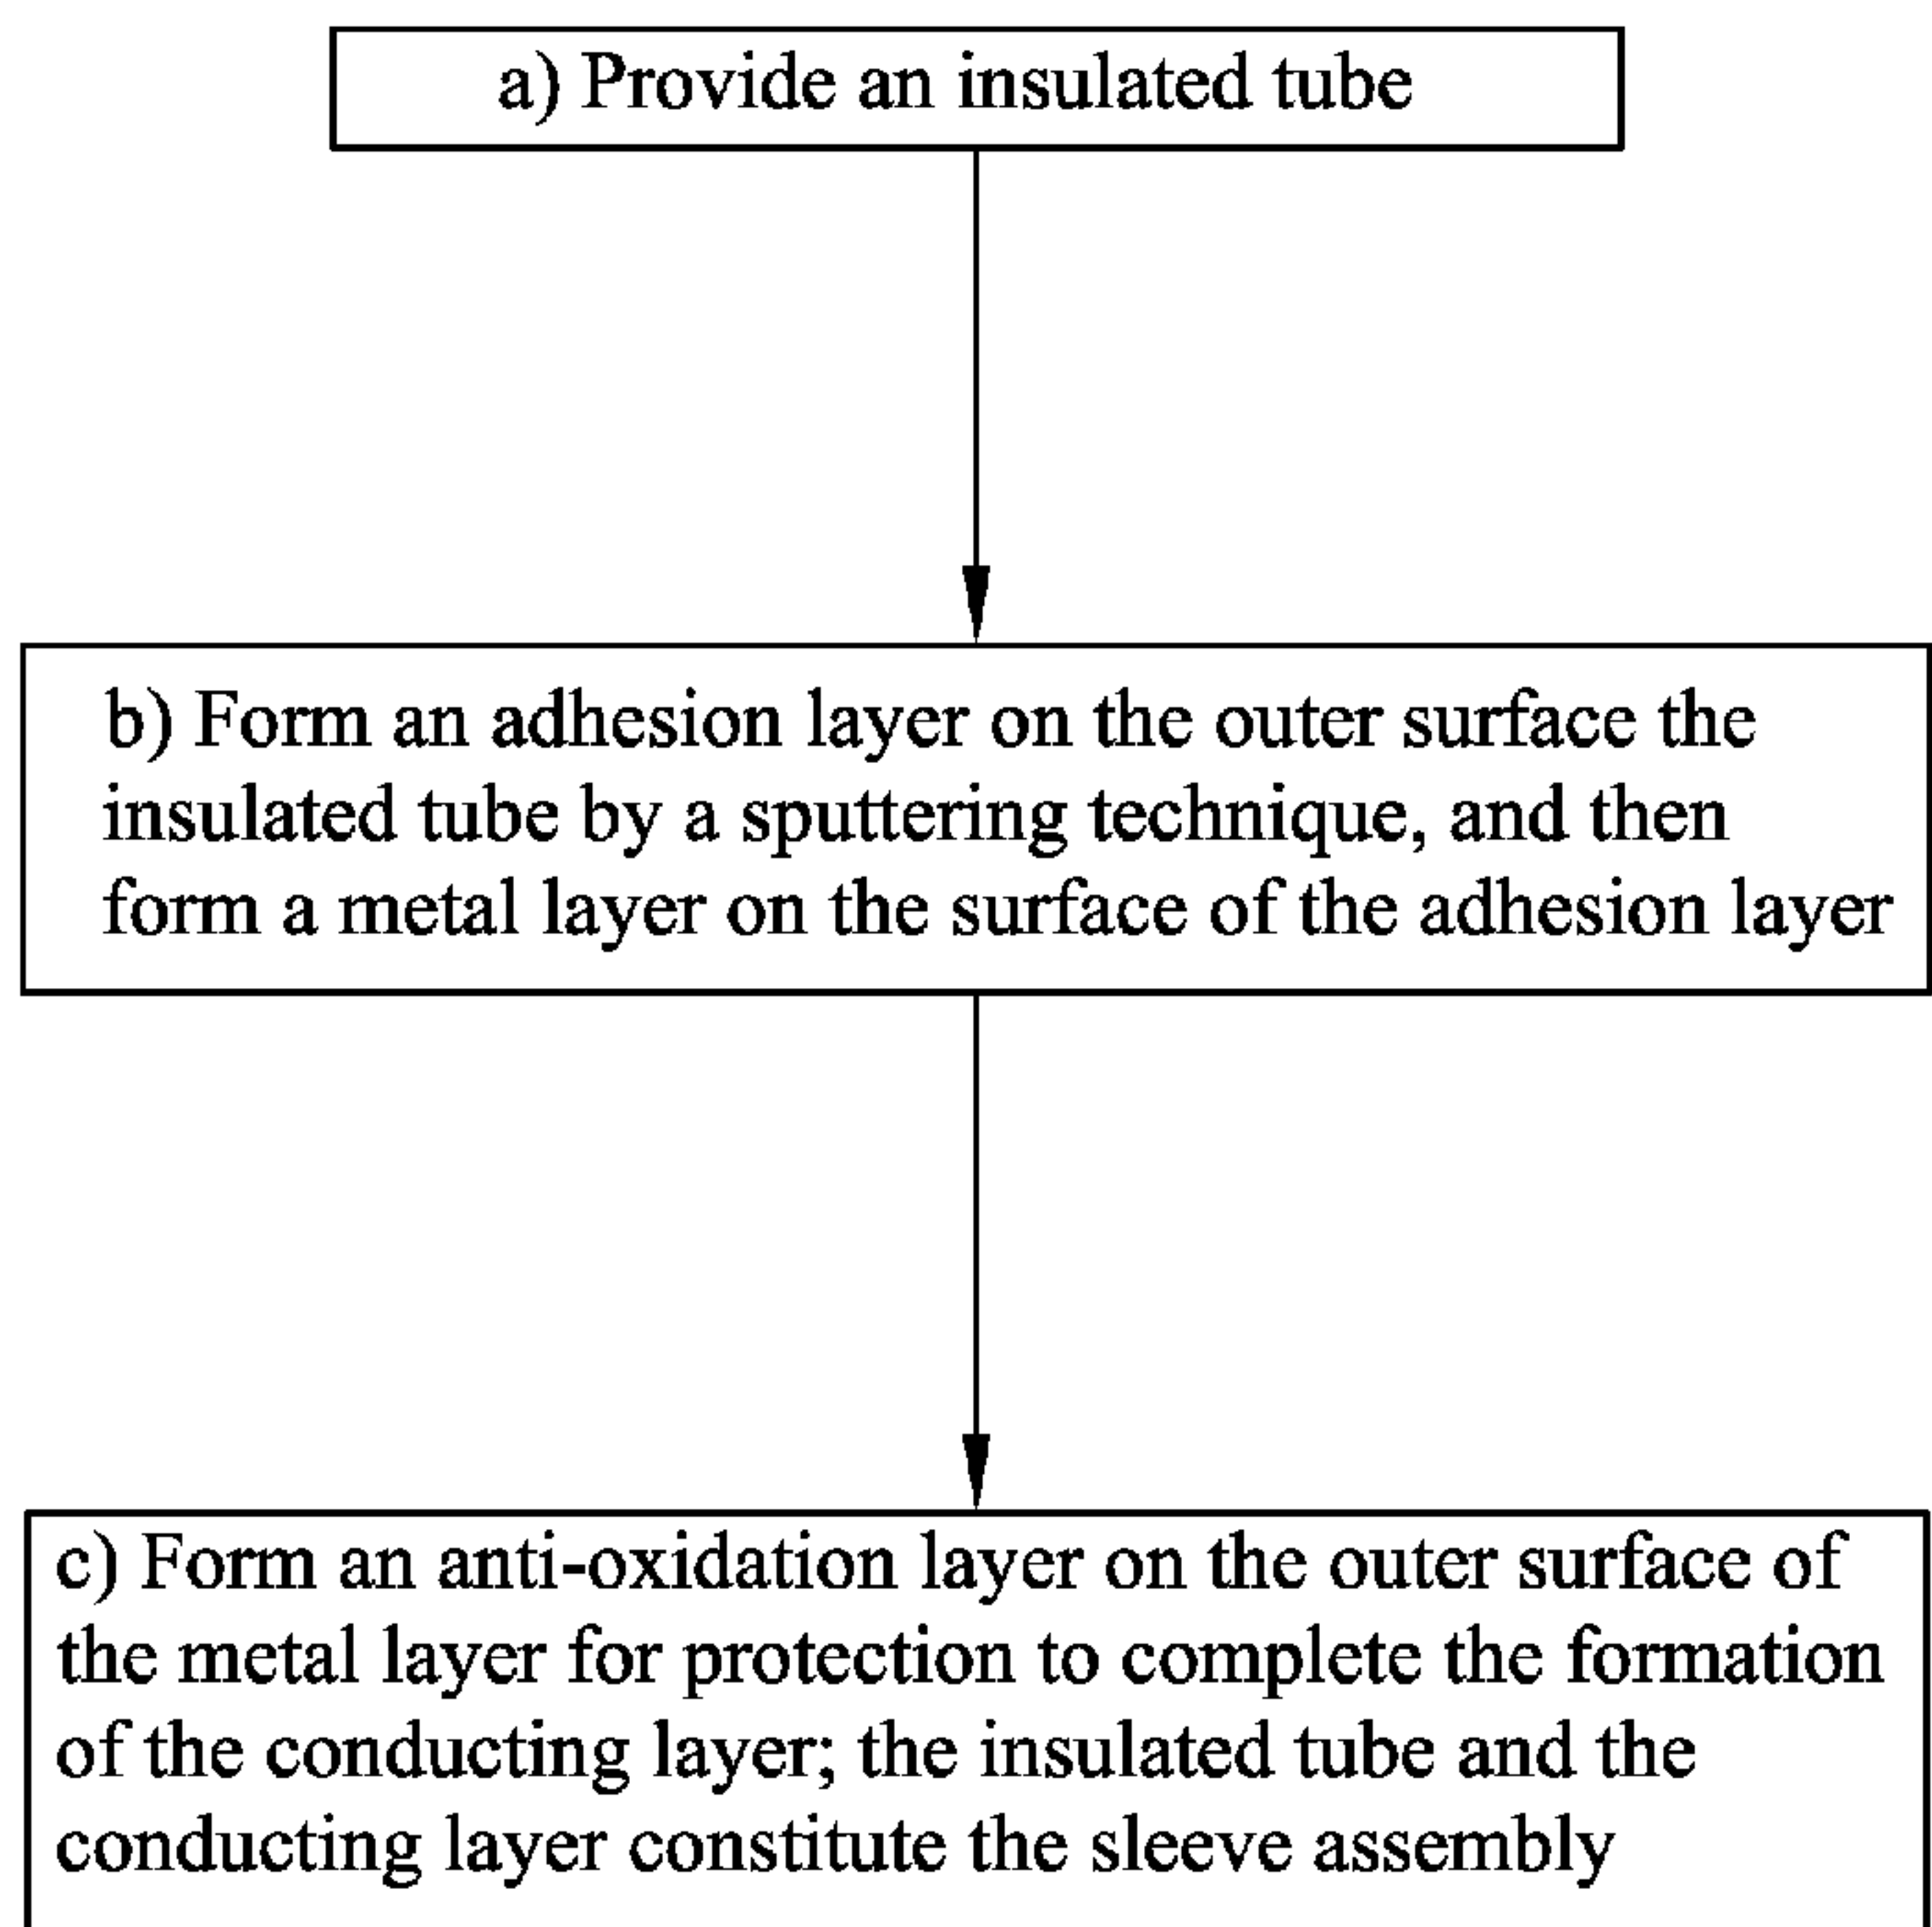 a) Provide an insulated tube
b) Form an adhesion layer on the outer surface the
insulated tube by a sputtering technique, and then
form a metal layer on the surface of the adhesion layer
c) Form an anti-oxidation layer on the outer surface of
the metal layer for protection to complete the formation
of the conducting layer; the insulated tube and the
conducting layer constitute the sleeve assembly